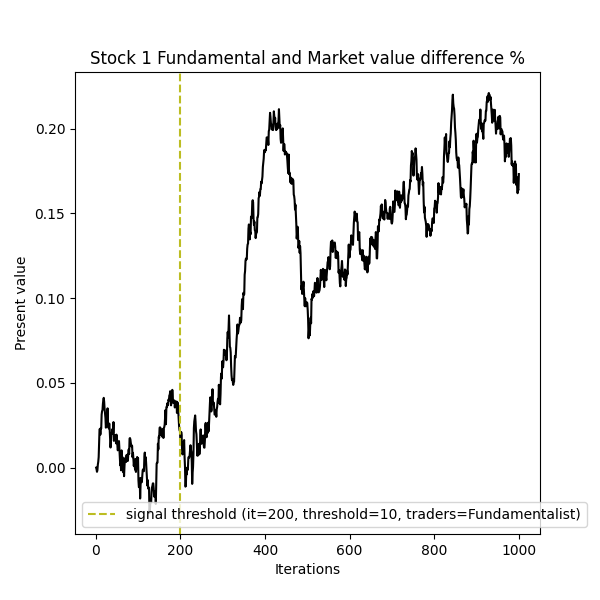 Stock 1 Fundamental and Market value difference %
Present value
0.20
0.15
0.10
0.05
0.00
signal threshold (it=200, threshold=10, traders=Fundamentalist)
0 200 400 600 800 1000
Iterations